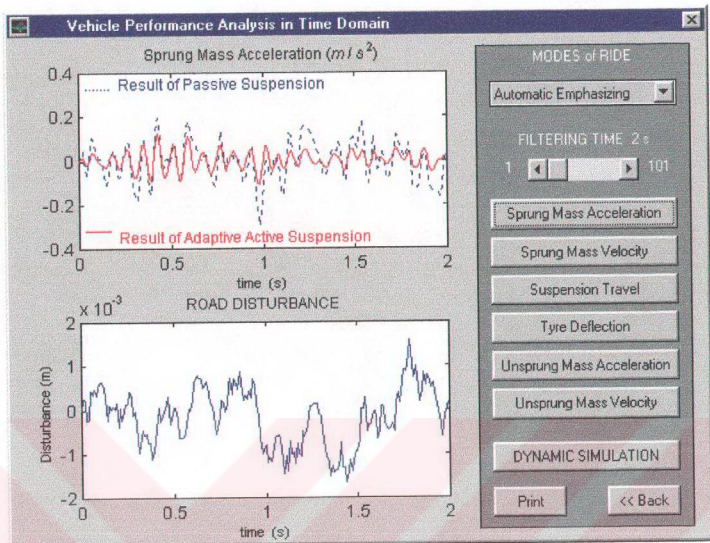 Vehicle Performance Analysis in Time Domain
Sprung Mass Acceleration (m / s²)
0.4
0.2
0
-0.2
-0.4
Result of Passive Suspension
Result of Adaptive Active Suspension
0 0.5 1 1.5 2
time (s)
x 10⁻³
ROAD DISTURBANCE
Disturbance (m)
2
1
0
-1
-2
0 0.5 1 1.5 2
time (s)
MODES of RIDE
Automatic Emphasizing
FILTERING TIME 2 s
1 101
Sprung Mass Acceleration
Sprung Mass Velocity
Suspension Travel
Tyre Deflection
Unsprung Mass Acceleration
Unsprung Mass Velocity
DYNAMIC SIMULATION
Print
<< Back